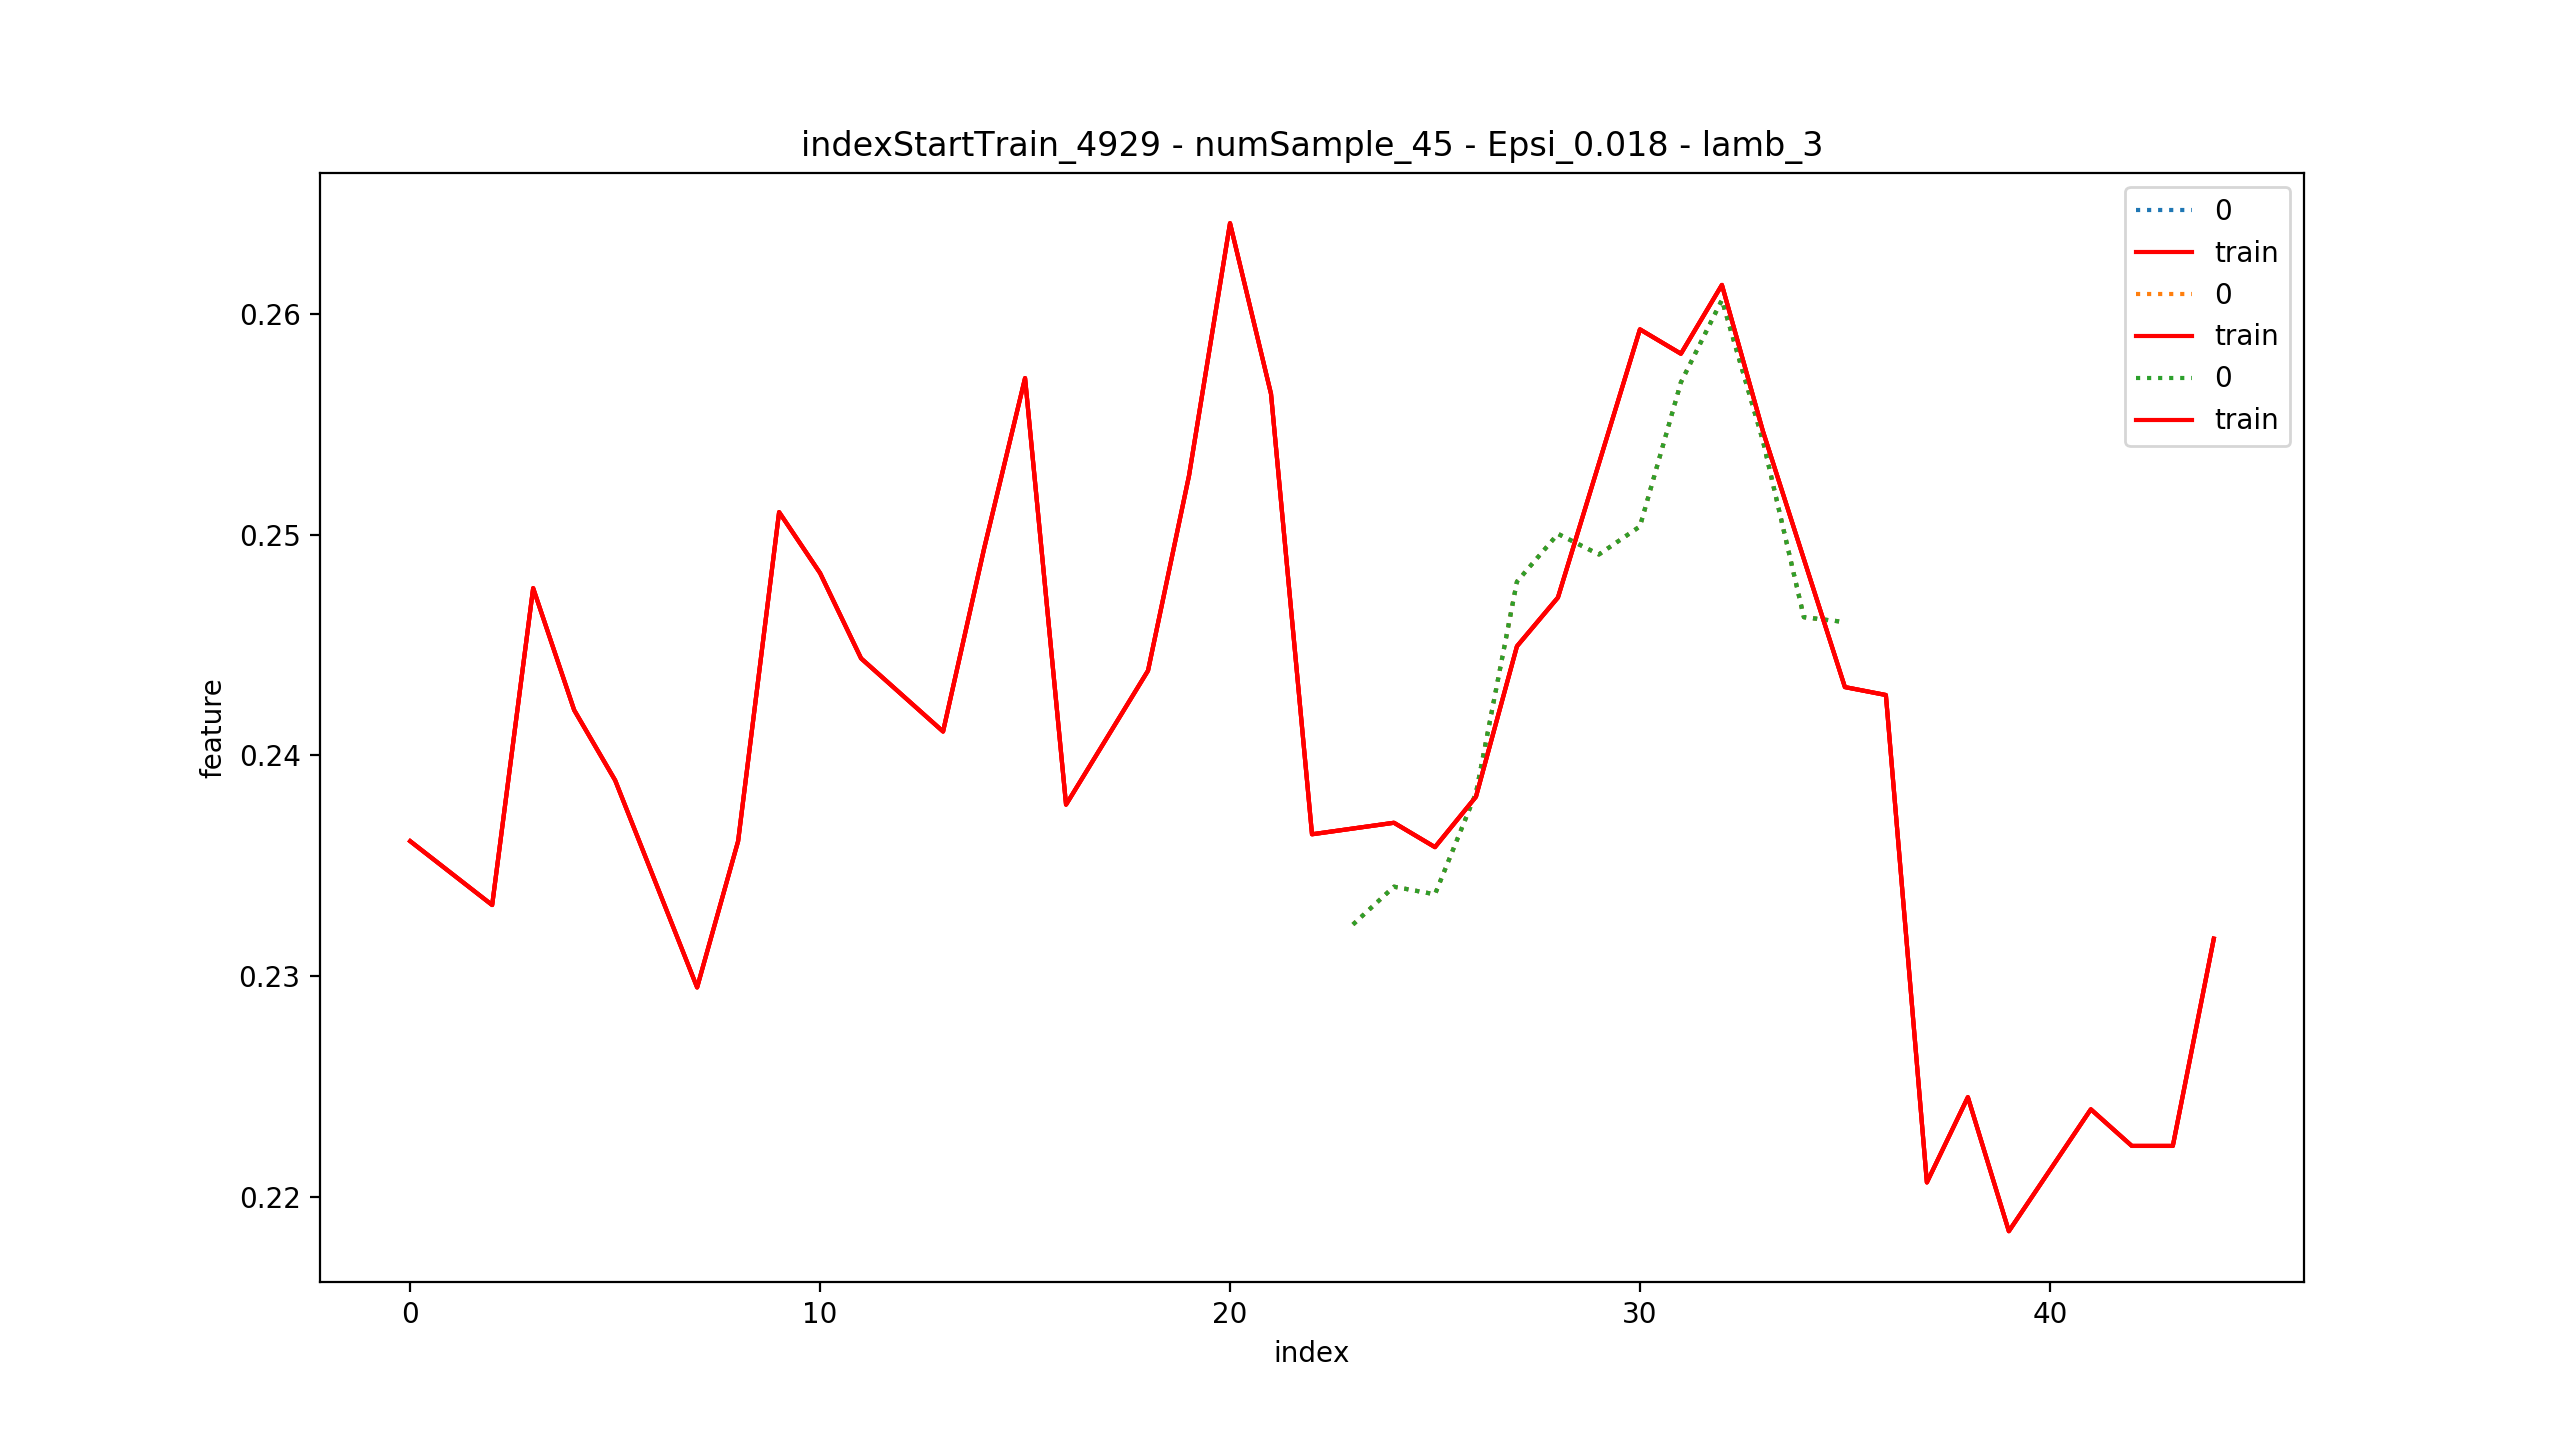 indexStartTrain_4929 - numSample_45 - Epsi_0.018 - lamb_3
0
train
0
train
0
train
0.26
0.25
0.24
0.23
0.22
feature
0
10
20
30
40
index